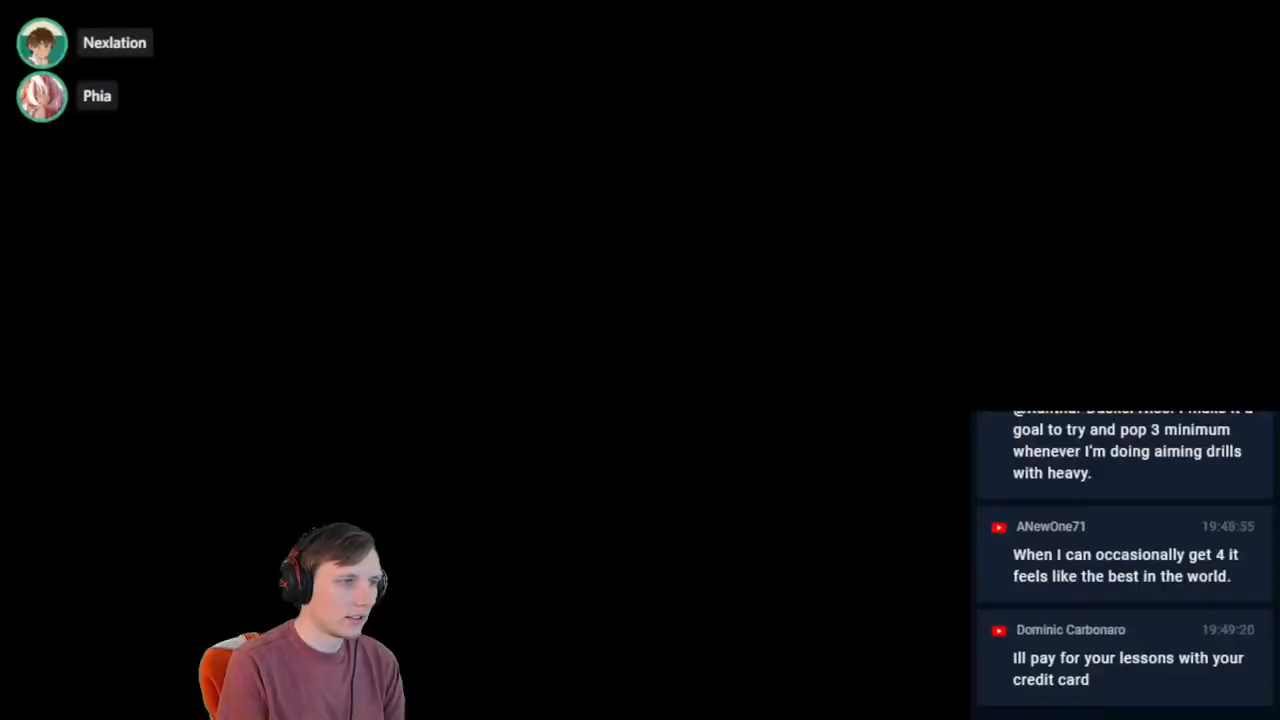 Nexlation
Phia
goal to try and pop 3 minimum
whenever I'm doing aiming drills
with heavy.
ANewOne71 19:48:55
When I can occasionally get 4 it
feels like the best in the world.
Dominic Carbonaro 19:49:20
Ill pay for your lessons with your
credit card